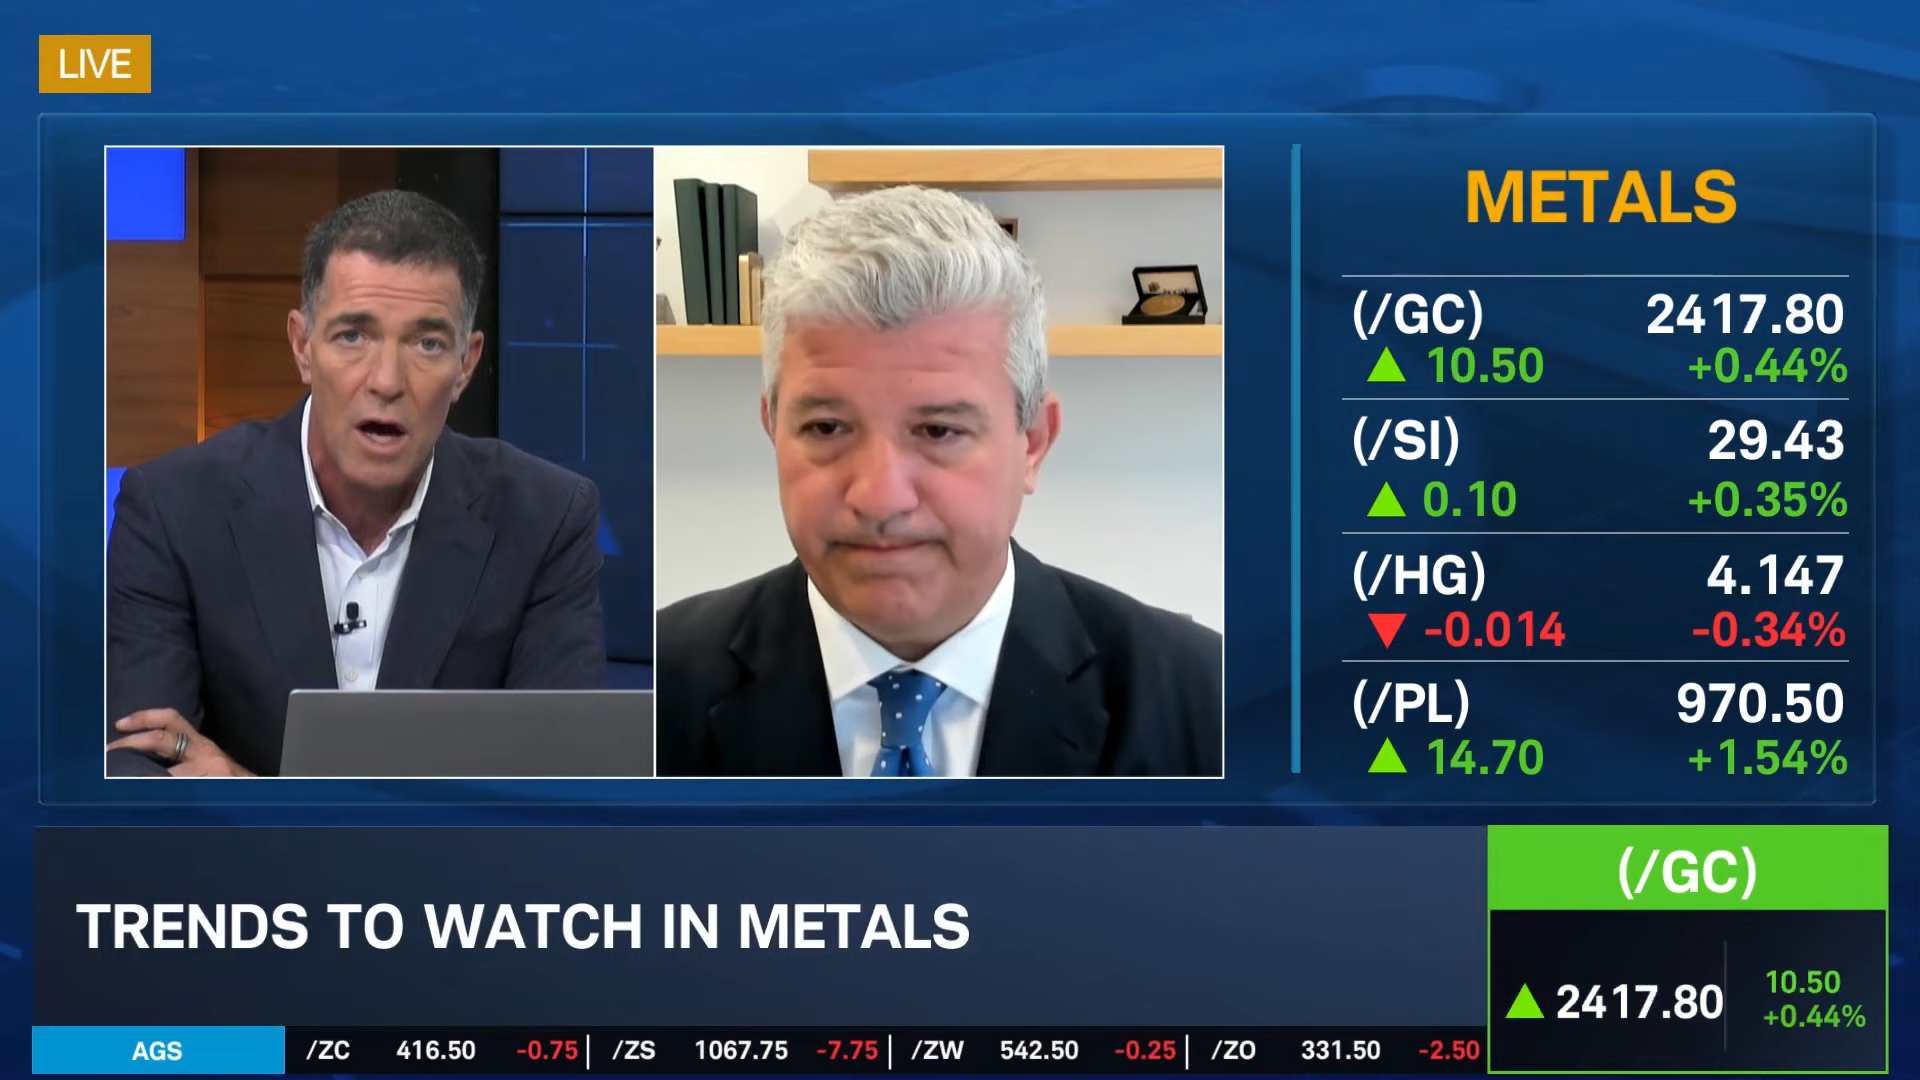 LIVE
METALS
(/GC) 2417.80
▲ 10.50 +0.44%
(/SI) 29.43
▲ 0.10 +0.35%
(/HG) 4.147
▼ -0.014 -0.34%
(/PL) 970.50
▲ 14.70 +1.54%
TRENDS TO WATCH IN METALS
(/GC)
▲ 2417.80 10.50
+0.44%
AGS /ZC 416.50 -0.75 /ZS 1067.75 -7.75 /ZW 542.50 -0.25 /ZO 331.50 -2.50